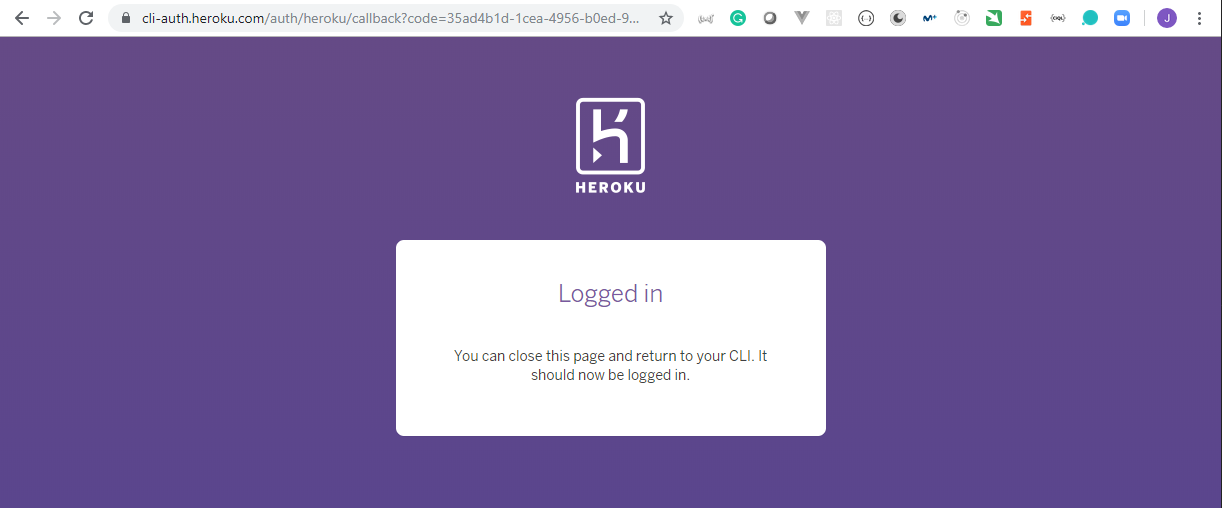 cli-auth.heroku.com/auth/heroku/callback?code=35ad4b1d-1cea-4956-b0ed-9...
J
HEROKU
Logged in
You can close this page and return to your CLI. It
should now be logged in.